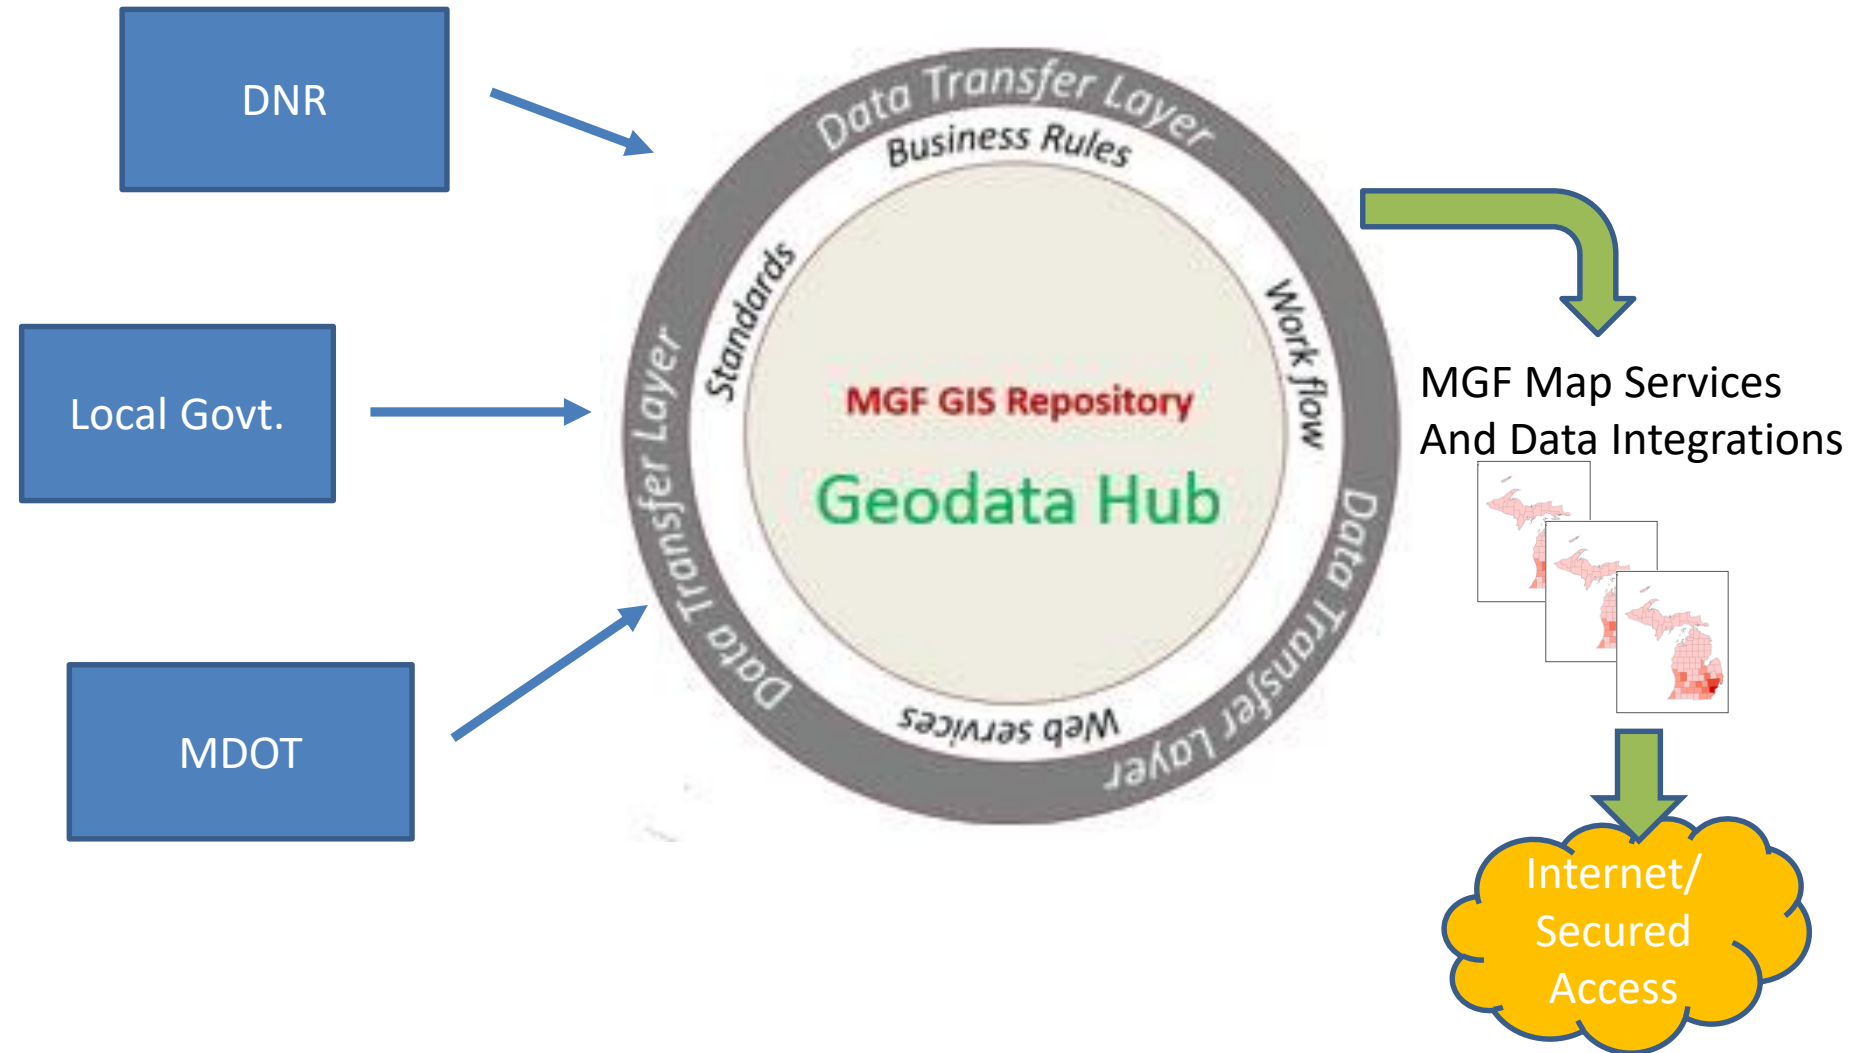 DNR
Local Govt.
MDOT
Data Transfer Layer
Data Transfer Layer
Data Transfer Layer
Business Rules
Standards
Work flow
Web services
MGF GIS Repository
Geodata Hub
MGF Map Services
And Data Integrations
Internet/
Secured
Access